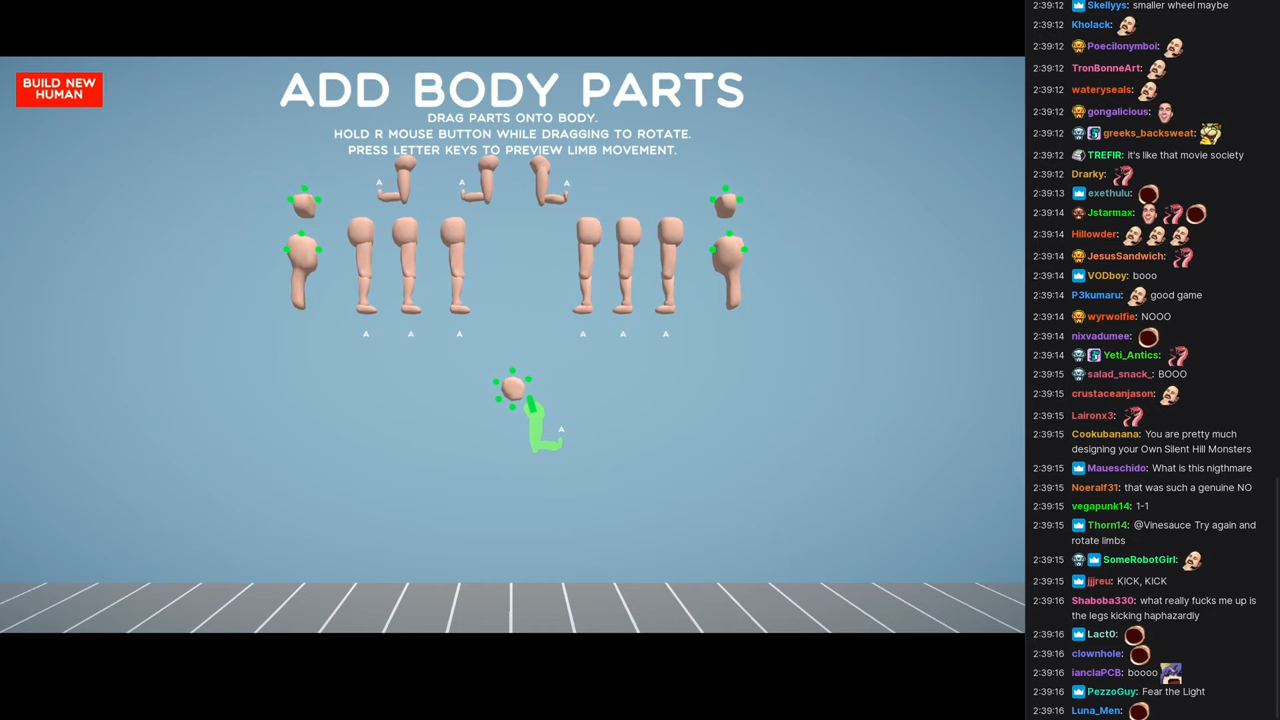 BUILD NEW
HUMAN
ADD BODY PARTS
DRAG PARTS ONTO BODY.
HOLD R MOUSE BUTTON WHILE DRAGGING TO ROTATE.
PRESS LETTER KEYS TO PREVIEW LIMB MOVEMENT.
A A A
A A A A A A
A
2:39:12 Skellyys: smaller wheel maybe
2:39:12 Kholack:
2:39:12 Poecilonymboi:
2:39:12 TronBonneArt:
2:39:12 wateryseals:
2:39:12 gongalicious:
2:39:12 greeks_backsweat:
2:39:12 TREFIR: it's like that movie society
2:39:12 Drarky:
2:39:13 exethulu:
2:39:14 Jstarmax:
2:39:14 Hillowder:
2:39:14 JesusSandwich:
2:39:14 VODboy: booo
2:39:14 P3kumaru: good game
2:39:14 wyrwolfie: NOOO
2:39:14 nixvadumee:
2:39:14 Yeti_Antics:
2:39:15 salad_snack_: BOOO
2:39:15 crustaceanjason:
2:39:15 Laironx3:
2:39:15 Cookubanana: You are pretty much
designing your Own Silent Hill Monsters
2:39:15 Maueschido: What is this nigthmare
2:39:15 Noeralf31: that was such a genuine NO
2:39:15 vegapunk14: 1-1
2:39:15 Thorn14: @Vinesauce Try again and
rotate limbs
2:39:15 SomeRobotGirl:
2:39:15 jjjreu: KICK, KICK
2:39:16 Shaboba330: what really fucks me up is
the legs kicking haphazardly
2:39:16 Lact0:
2:39:16 clownhole:
2:39:16 ianclaPCB: boooo
2:39:16 PezzoGuy: Fear the Light
2:39:16 Luna_Men: